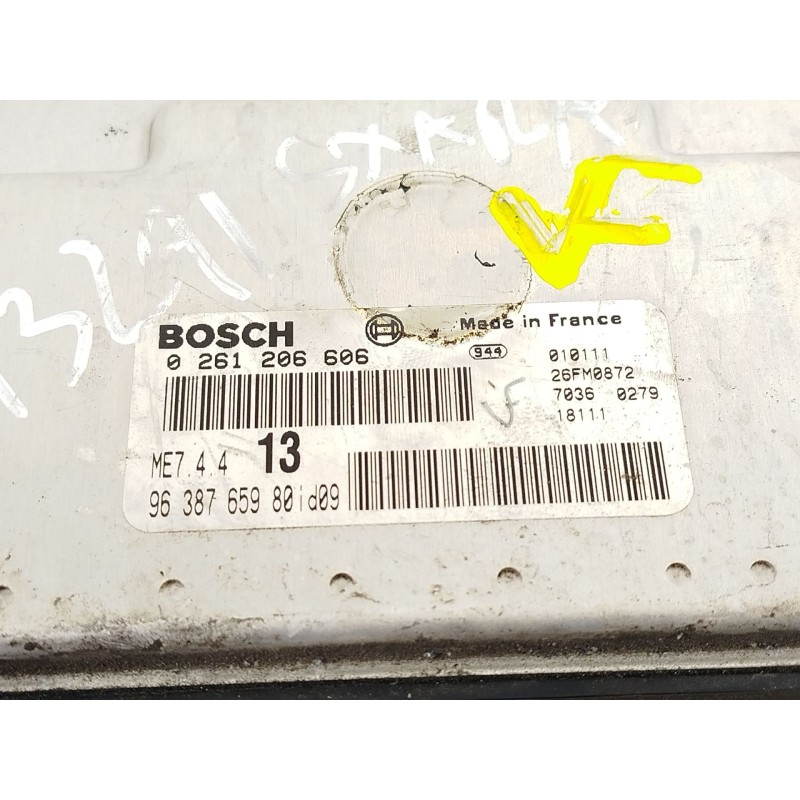 VF
BOSCH
Made in France
0 261 206 606
944
010111
26FM0872
7036 0279
18111
ME7.4.4 13
96 387 659 80id09